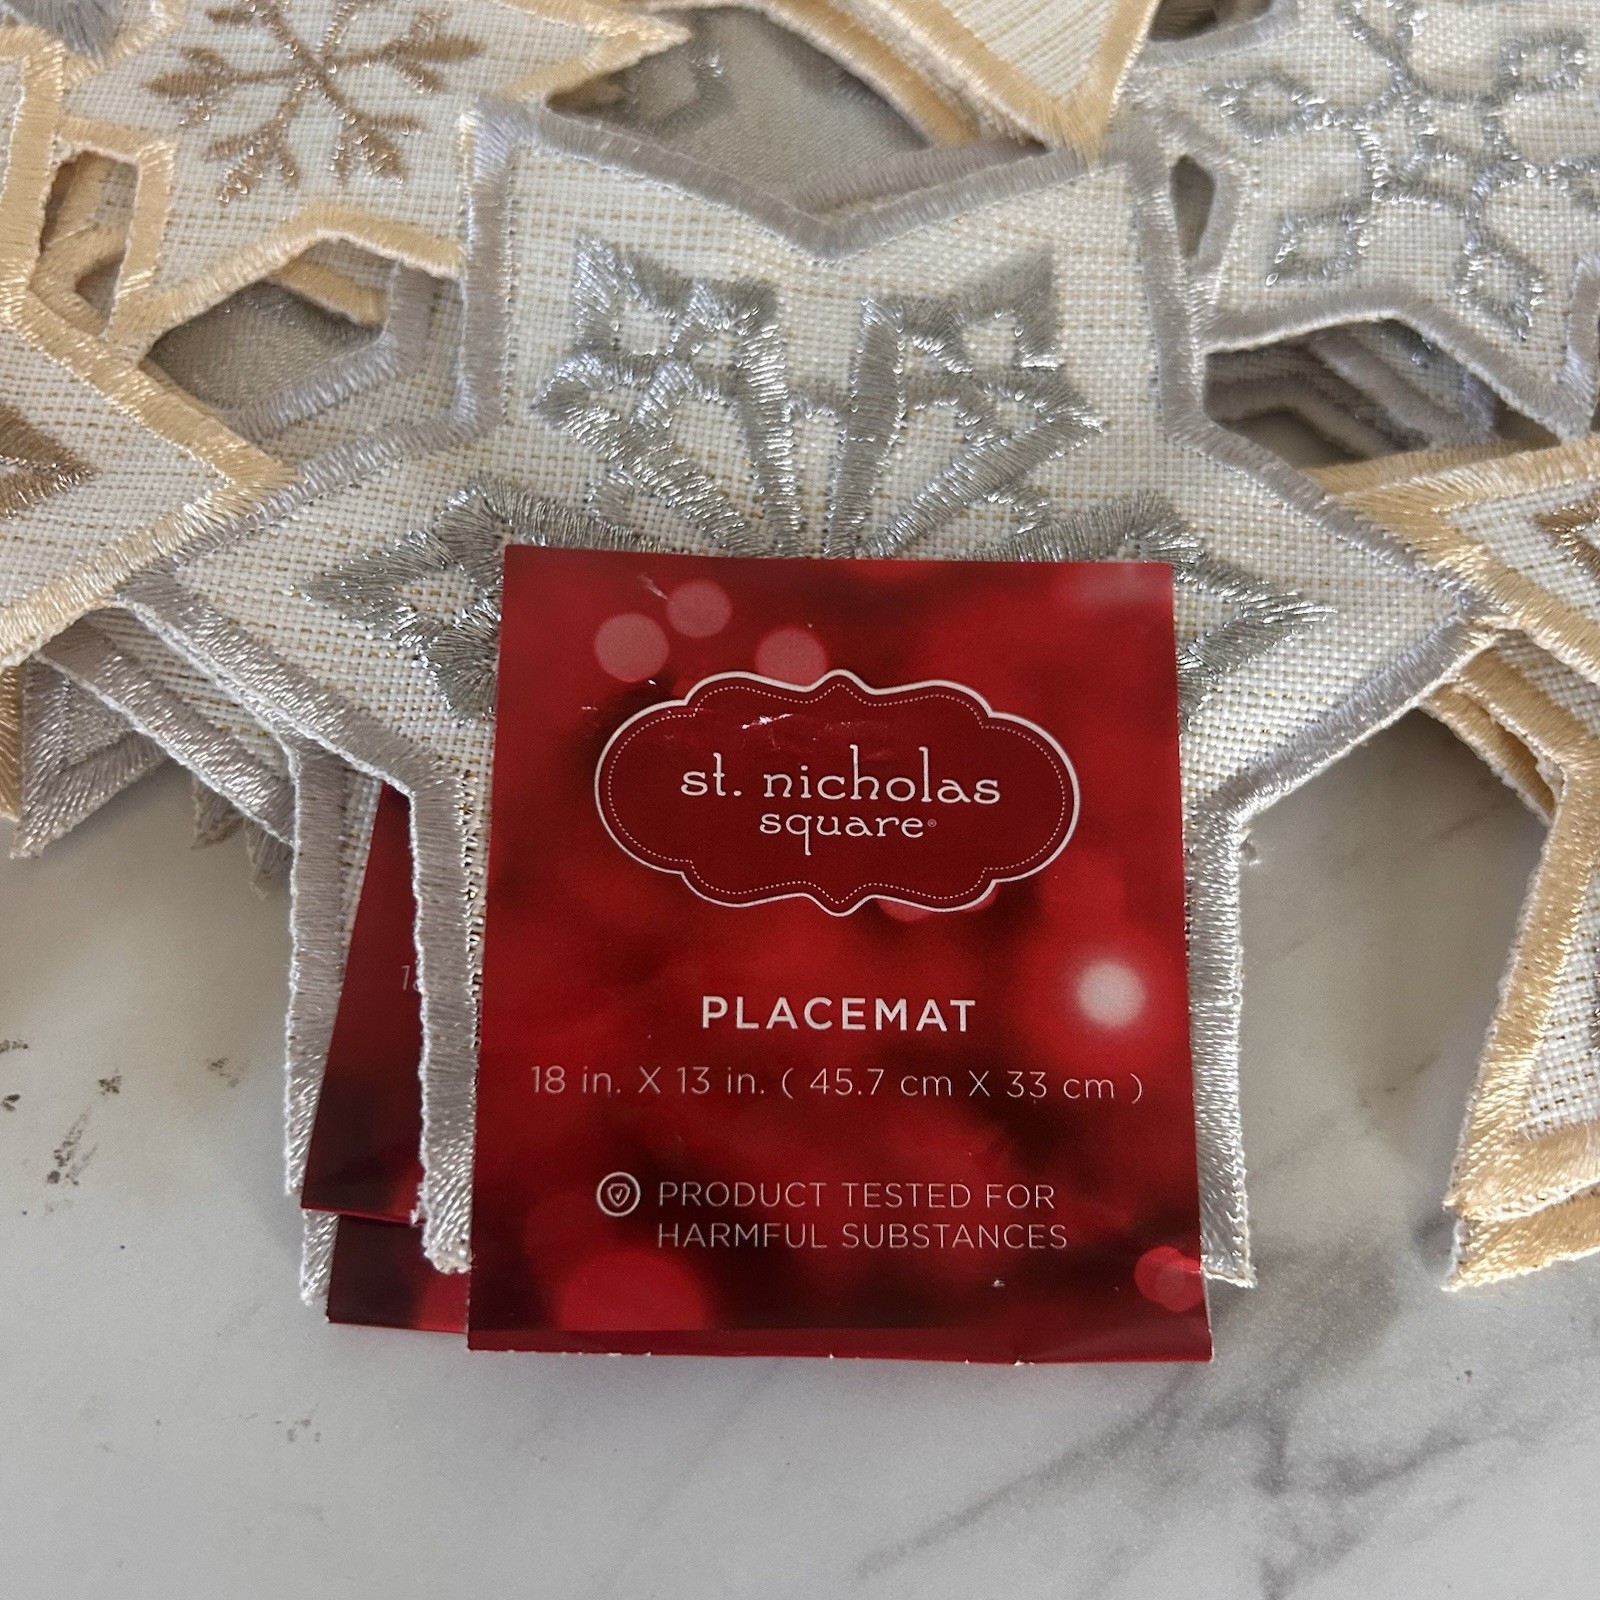 st. nicholas
square®
PLACEMAT
18 in. X 13 in. ( 45.7 cm X 33 cm )
PRODUCT TESTED FOR
HARMFUL SUBSTANCES